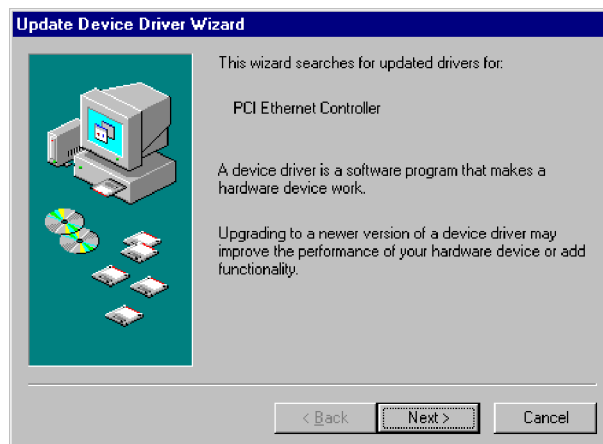 Update Device Driver Wizard
This wizard searches for updated drivers for:
PCI Ethernet Controller
A device driver is a software program that makes a
hardware device work.
Upgrading to a newer version of a device driver may
improve the performance of your hardware device or add
functionality.
< Back
Next >
Cancel